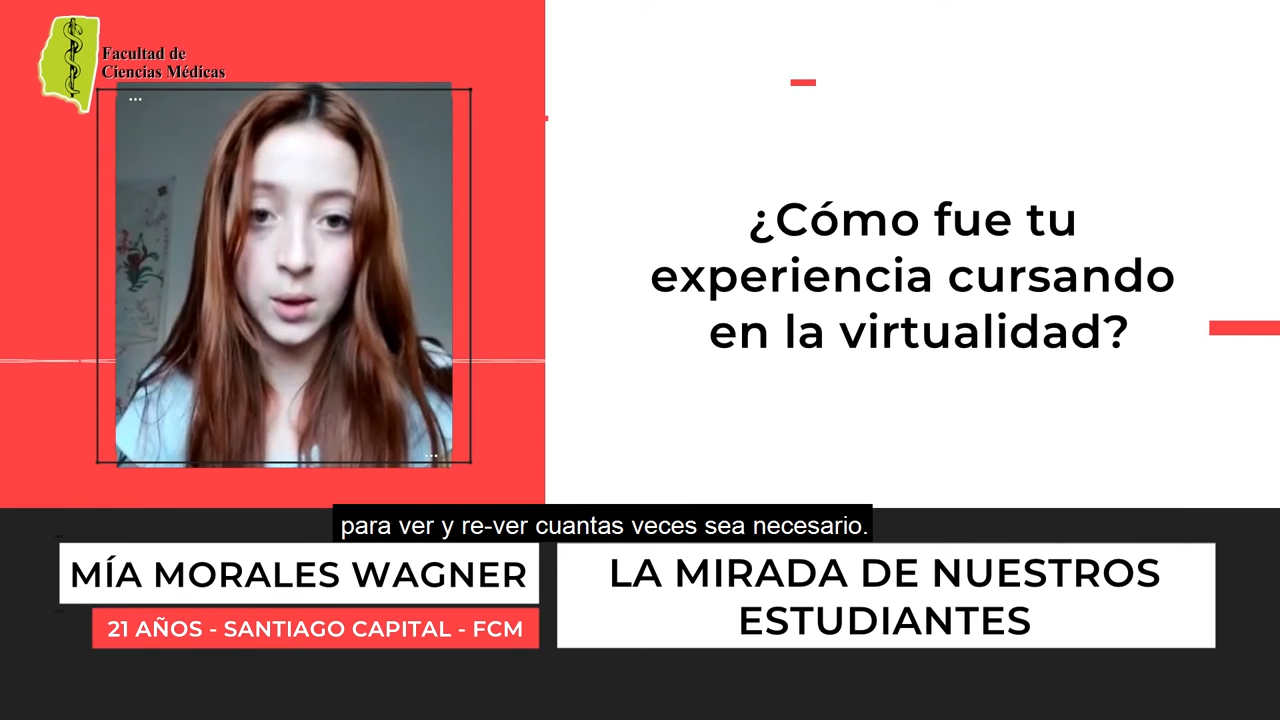 Facultad de
Ciencias Médicas
¿Cómo fue tu
experiencia cursando
en la virtualidad?
para ver y re-ver cuantas veces sea necesario.
MÍA MORALES WAGNER
21 AÑOS - SANTIAGO CAPITAL - FCM
LA MIRADA DE NUESTROS
ESTUDIANTES